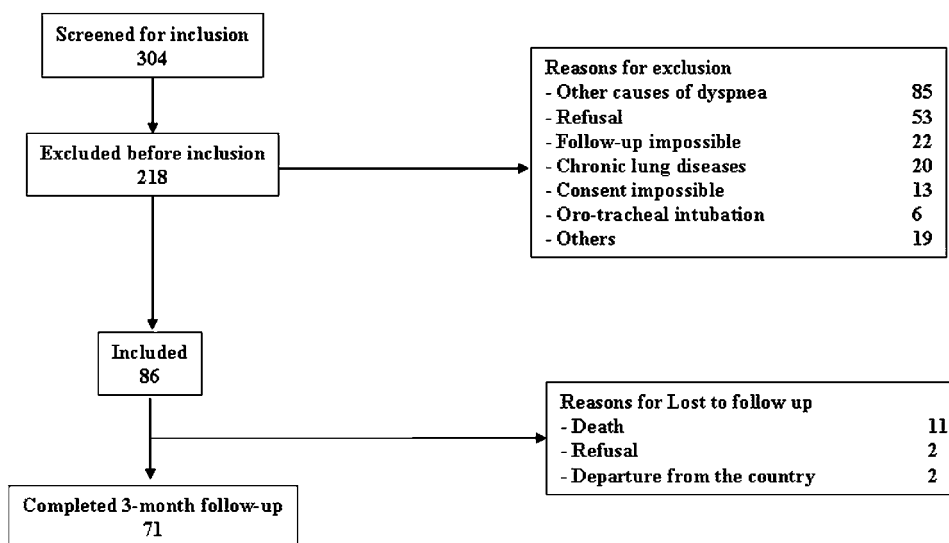 Screened for inclusion
304
Reasons for exclusion
- Other causes of dyspnea 85
- Refusal 53
- Follow-up impossible 22
- Chronic lung diseases 20
- Consent impossible 13
- Oro-tracheal intubation 6
- Others 19
Excluded before inclusion
218
Included
86
Reasons for Lost to follow up
- Death 11
- Refusal 2
- Departure from the country 2
Completed 3-month follow-up
71